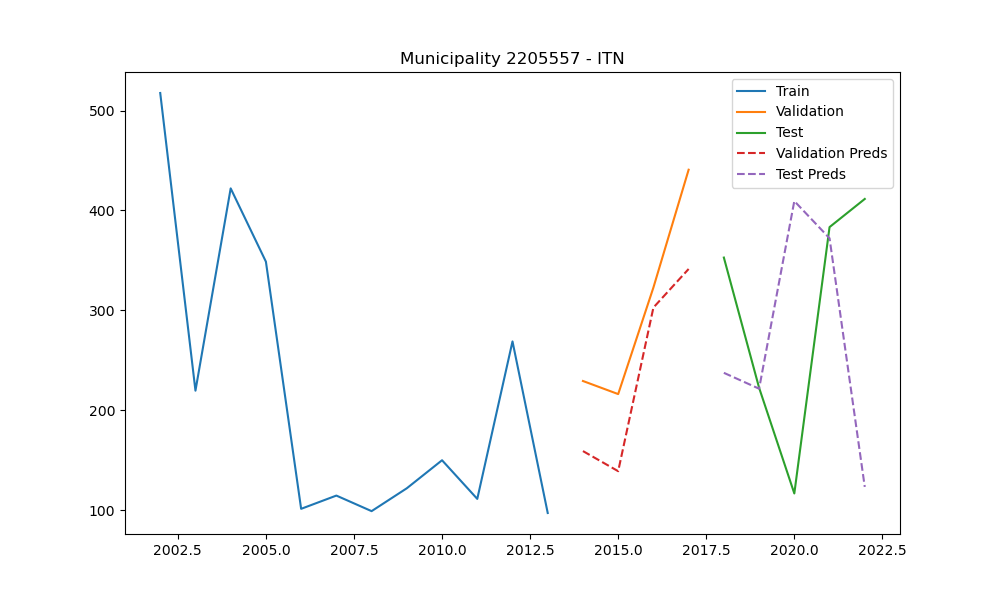 Municipality 2205557 - ITN
Train
Validation
Test
Validation Preds
Test Preds
500
400
300
200
100
2002.5 2005.0 2007.5 2010.0 2012.5 2015.0 2017.5 2020.0 2022.5